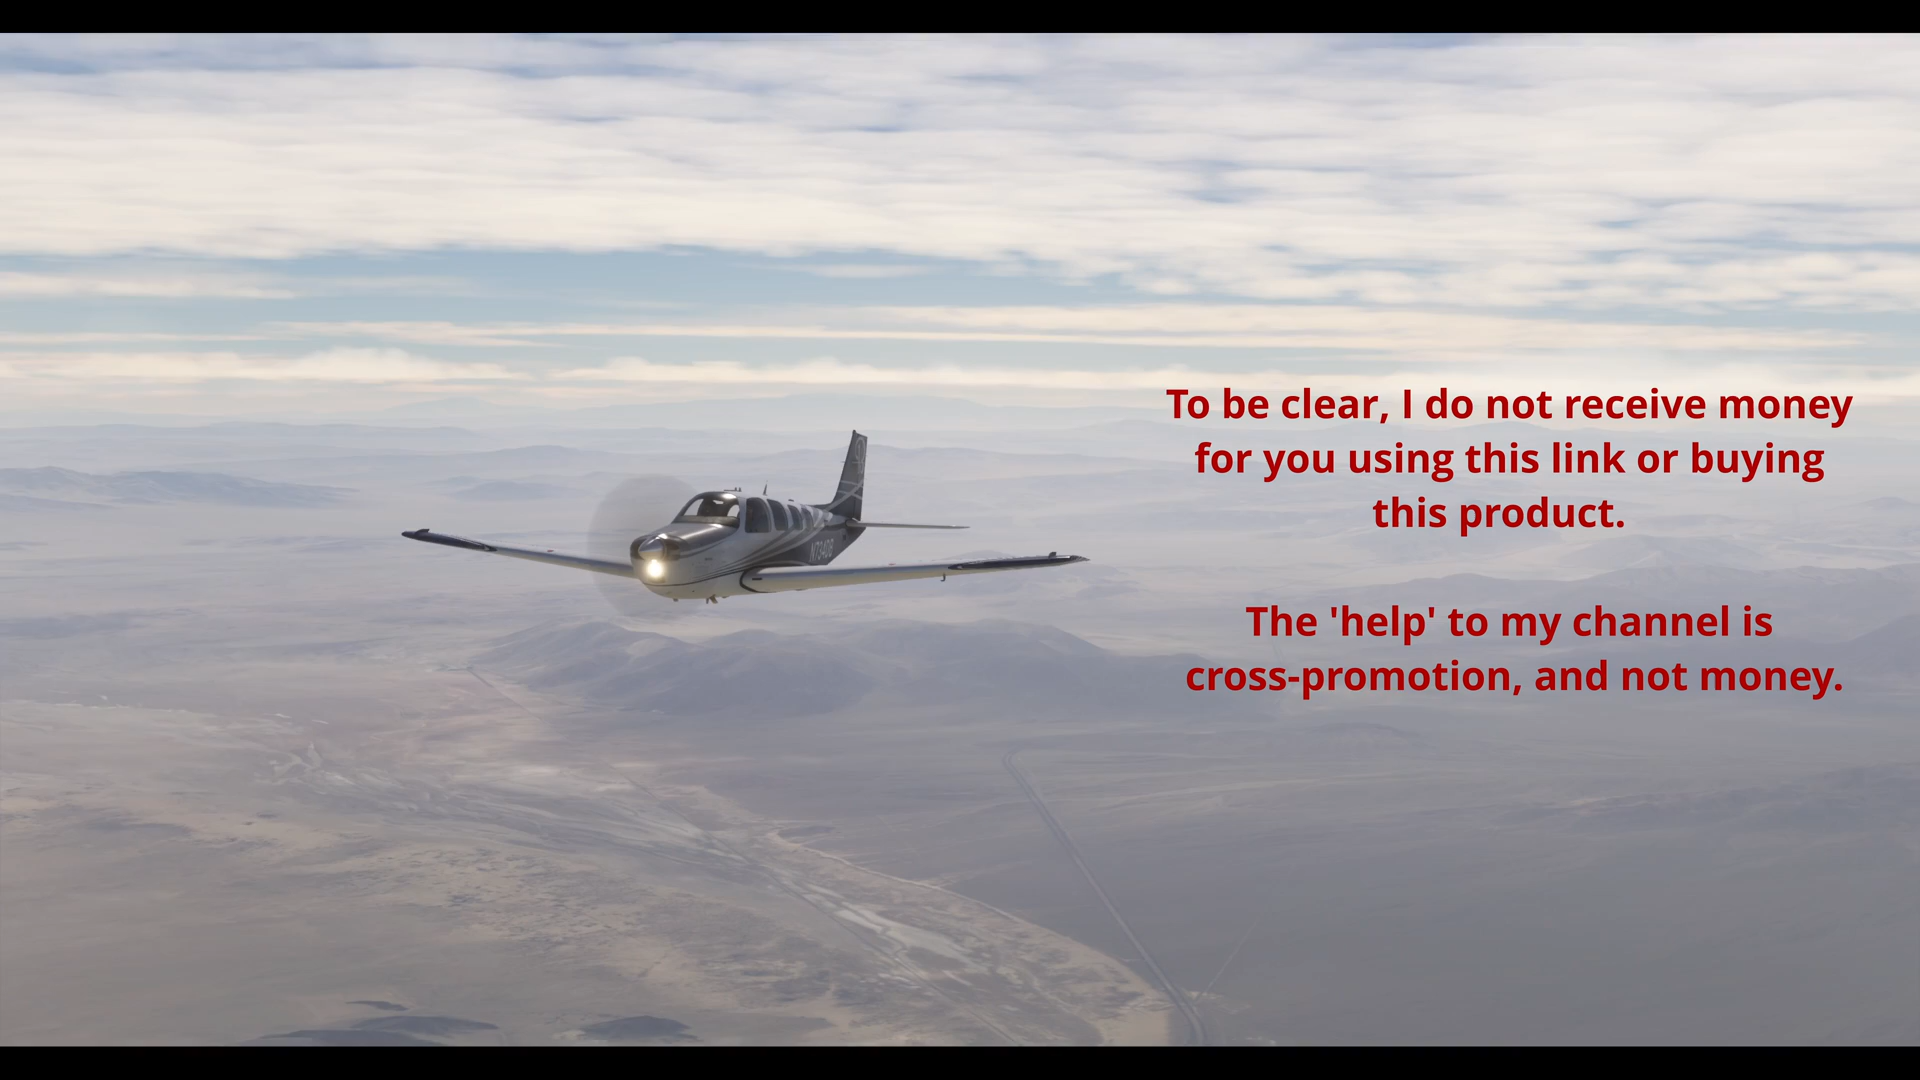 To be clear, I do not receive money
for you using this link or buying
this product.
The 'help' to my channel is
cross-promotion, and not money.